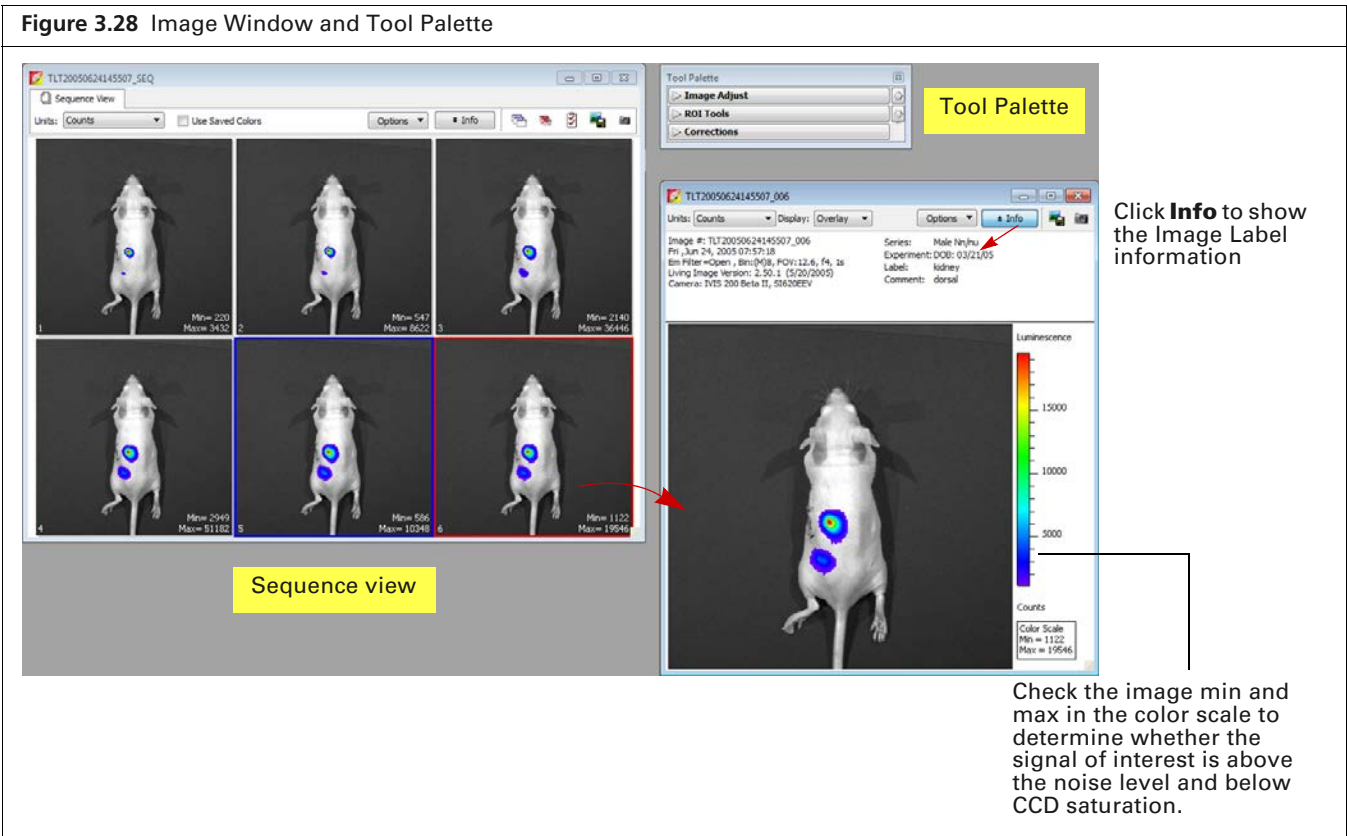 Figure 3.28 Image Window and Tool Palette
TLT20050624145507_SEQ
Sequence View
Units: Counts
Use Saved Colors
Options
Info
Min= 220
Max= 3432
1
Min= 547
Max= 8622
2
Min= 2140
Max= 36446
3
Min= 2949
Max= 51182
4
Min= 586
Max= 10348
5
Min= 1122
Max= 19546
6
Sequence view
Tool Palette
Image Adjust
ROI Tools
Corrections
Tool Palette
TLT20050624145507_006
Units: Counts
Display: Overlay
Options
Info
Image #: TLT20050624145507_006
Fri ,Jun 24, 2005 07:57:18
Em Filter=Open , Bin:(M)8, FOV:12.6, f4, 1s
Living Image Version: 2.50.1 (5/20/2005)
Camera: IVIS 200 Beta II, SI620EEV
Series: Male Nn/nu
Experiment: DOB: 03/21/05
Label: kidney
Comment: dorsal
Click Info to show
the Image Label
information
Luminescence
15000
10000
5000
Counts
Color Scale
Min = 1122
Max = 19546
Check the image min and
max in the color scale to
determine whether the
signal of interest is above
the noise level and below
CCD saturation.